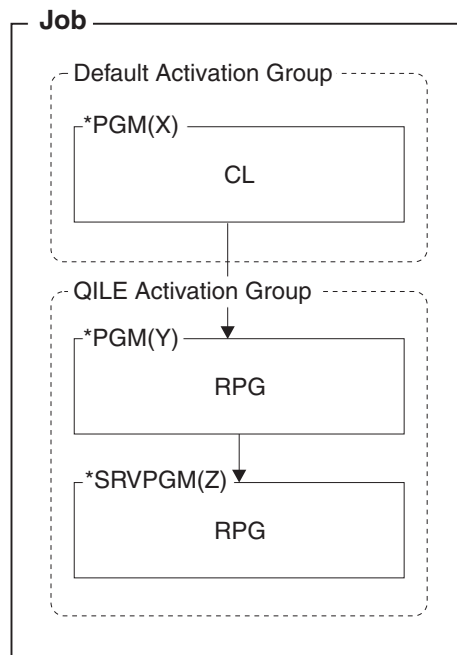 Job
Default Activation Group
*PGM(X)
CL
QILE Activation Group
*PGM(Y)
RPG
*SRVPGM(Z)
RPG